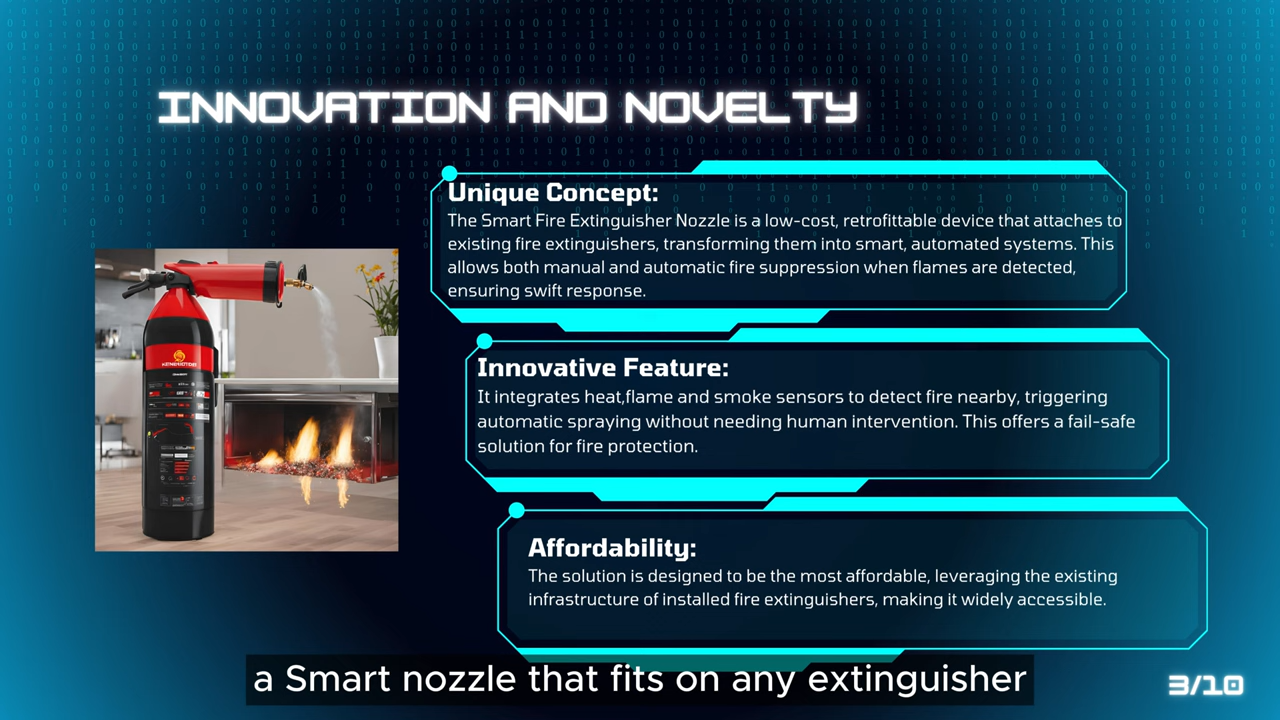 INNOVATION AND NOVELTY
Unique Concept:
The Smart Fire Extinguisher Nozzle is a low-cost, retrofittable device that attaches to
existing fire extinguishers, transforming them into smart, automated systems. This
allows both manual and automatic fire suppression when flames are detected,
ensuring swift response.
Innovative Feature:
It integrates heat,flame and smoke sensors to detect fire nearby, triggering
automatic spraying without needing human intervention. This offers a fail-safe
solution for fire protection.
Affordability:
The solution is designed to be the most affordable, leveraging the existing
infrastructure of installed fire extinguishers, making it widely accessible.
a Smart nozzle that fits on any extinguisher
3/10